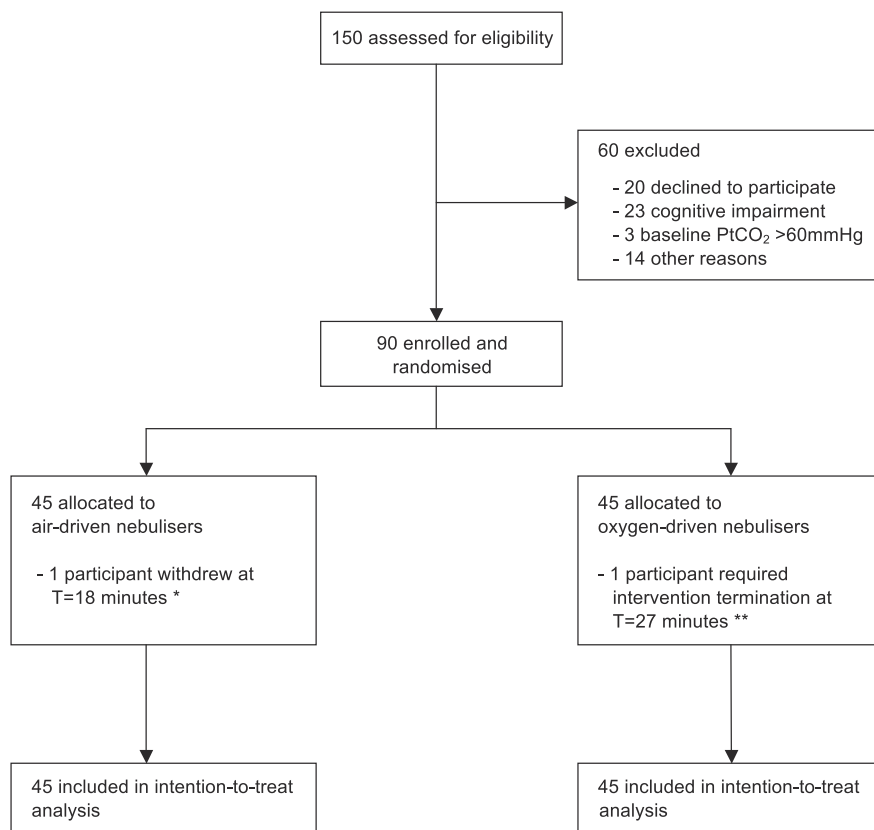 150 assessed for eligibility
60 excluded
- 20 declined to participate
- 23 cognitive impairment
- 3 baseline PtCO₂ >60mmHg
- 14 other reasons
90 enrolled and
randomised
45 allocated to
air-driven nebulisers
- 1 participant withdrew at
T=18 minutes *
45 allocated to
oxygen-driven nebulisers
- 1 participant required
intervention termination at
T=27 minutes **
45 included in intention-to-treat
analysis
45 included in intention-to-treat
analysis